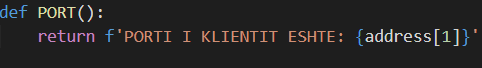 def PORT():
    return f'PORTI I KLIENTIT ESHTE: {address[1]}'